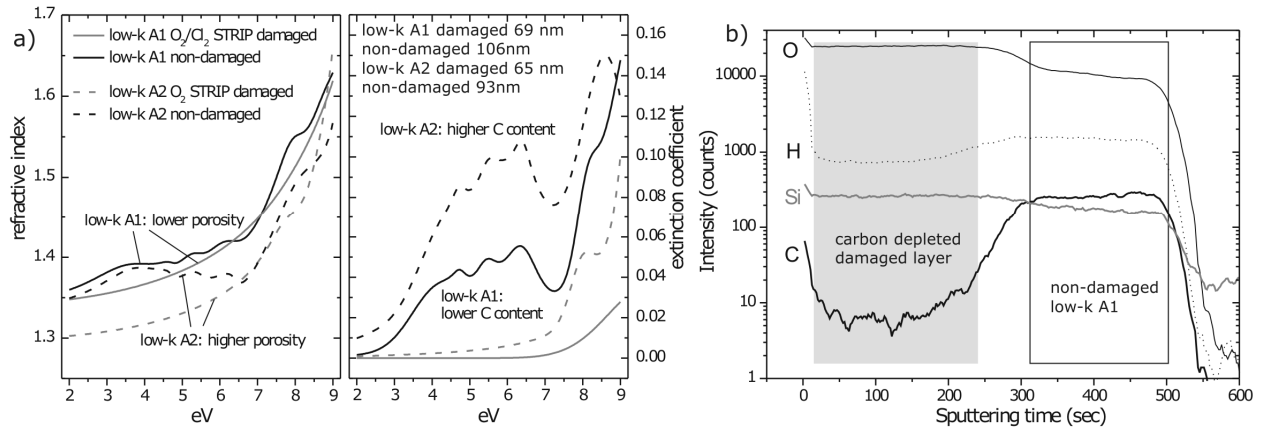 a)
1.7
1.6
1.5
1.4
1.3
refractive index
low-k A1 O₂/Cl₂ STRIP damaged
low-k A1 non-damaged
low-k A2 O₂ STRIP damaged
low-k A2 non-damaged
low-k A1: lower porosity
low-k A2: higher porosity
2 3 4 5 6 7 8 9
eV
low-k A1 damaged 69 nm
non-damaged 106nm
low-k A2 damaged 65 nm
non-damaged 93nm
low-k A2: higher C content
low-k A1:
lower C content
2 3 4 5 6 7 8 9
eV
0.16
0.14
0.12
0.10
0.08
0.06
0.04
0.02
0.00
extinction coefficient
b)
10000
1000
100
10
1
Intensity (counts)
O
H
Si
C
carbon depleted
damaged layer
non-damaged
low-k A1
0 100 200 300 400 500 600
Sputtering time (sec)